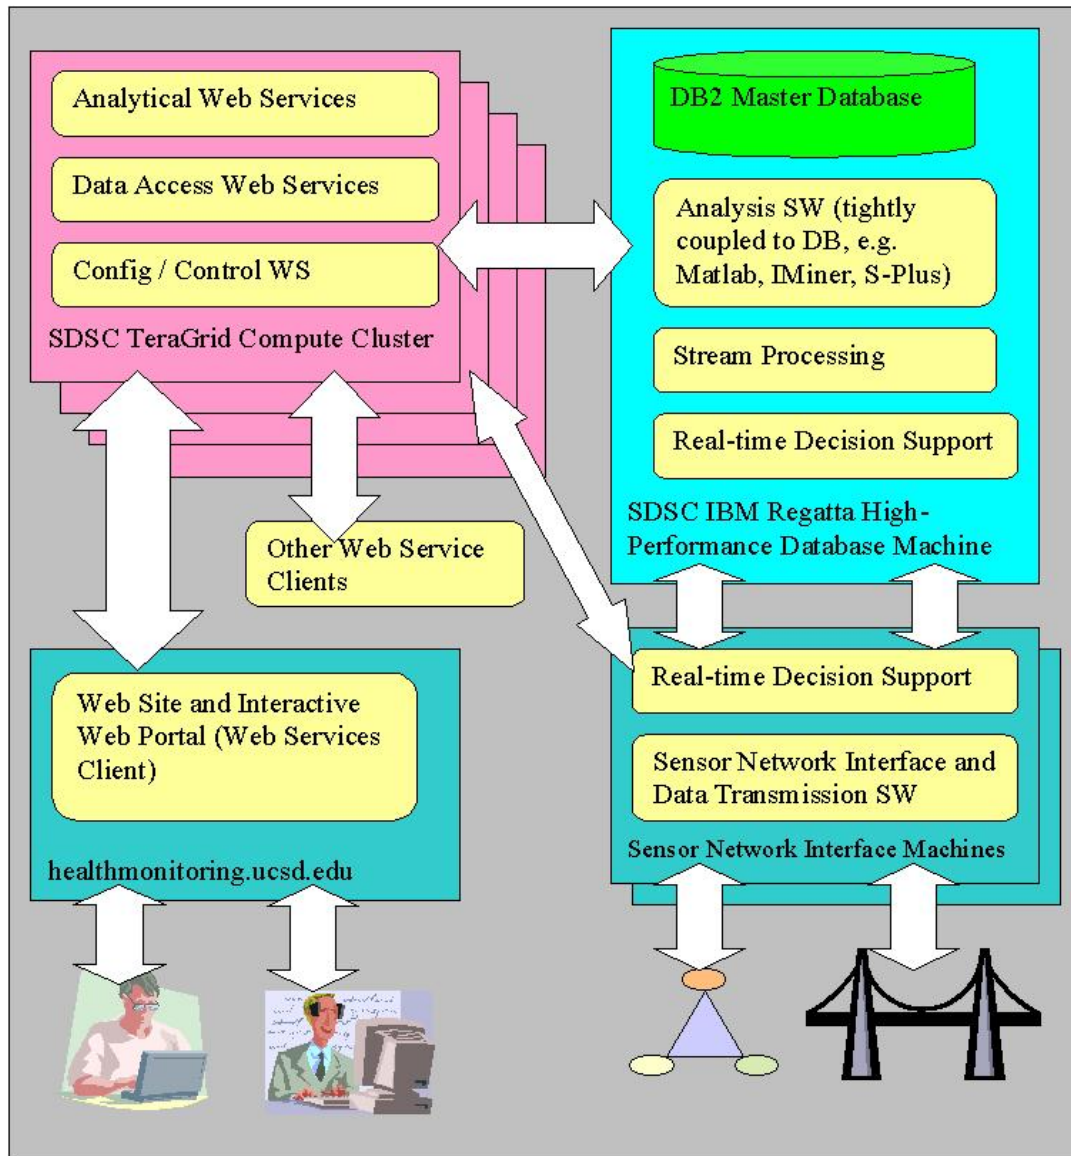 Analytical Web Services
Data Access Web Services
Config / Control WS
SDSC TeraGrid Compute Cluster
DB2 Master Database
Analysis SW (tightly
coupled to DB, e.g.
Matlab, IMiner, S-Plus)
Stream Processing
Real-time Decision Support
SDSC IBM Regatta High-
Performance Database Machine
Other Web Service
Clients
Web Site and Interactive
Web Portal (Web Services
Client)
healthmonitoring.ucsd.edu
Real-time Decision Support
Sensor Network Interface and
Data Transmission SW
Sensor Network Interface Machines